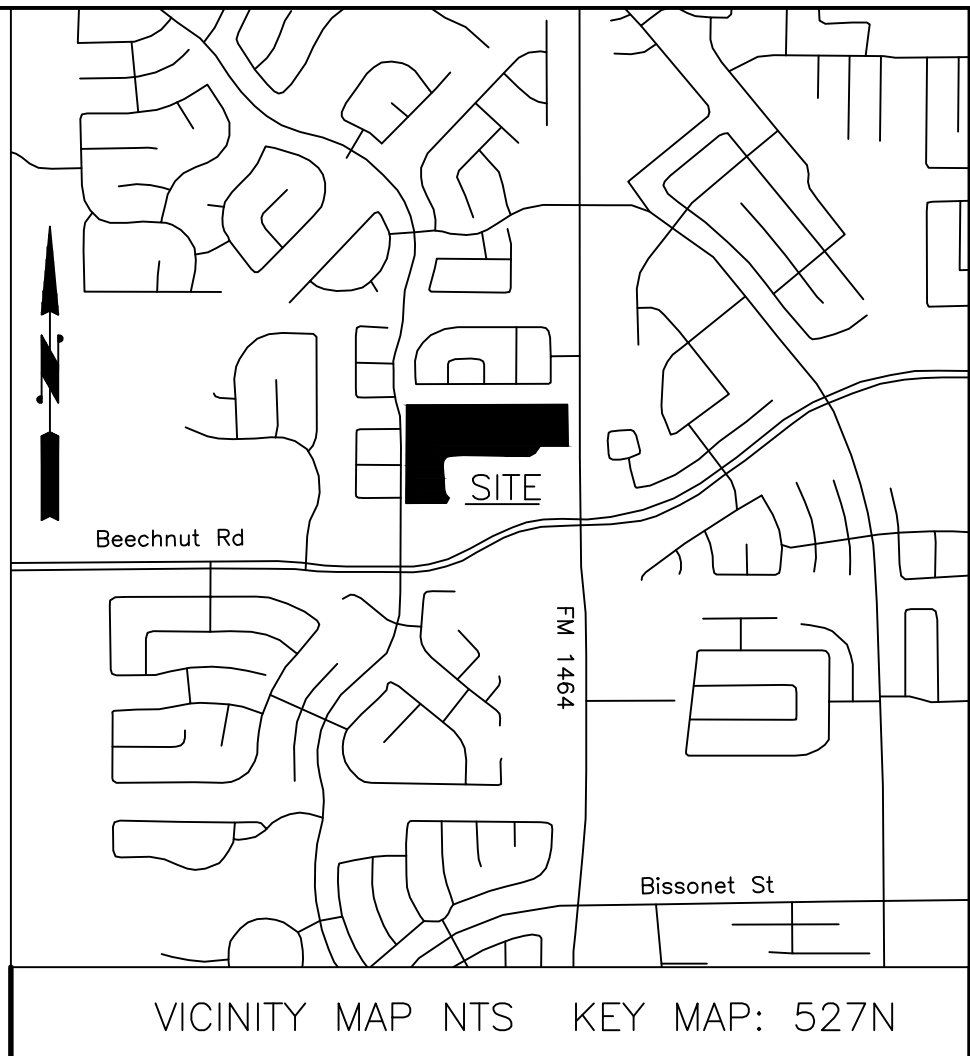 N
SITE
Beechnut Rd
FM 1464
Bissonet St
VICINITY MAP NTS KEY MAP: 527N